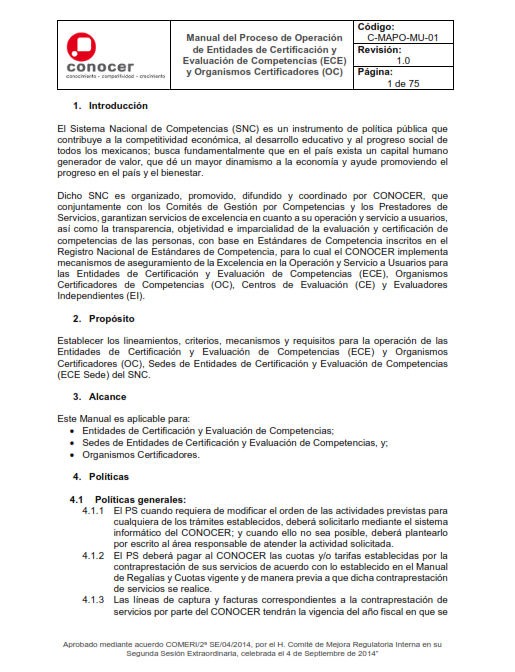 conocer
conocimiento • competitividad • crecimiento
Manual del Proceso de Operación
de Entidades de Certificación y
Evaluación de Competencias (ECE)
y Organismos Certificadores (OC)
Código:
C-MAPO-MU-01
Revisión:
1.0
Página:
1 de 75
1. Introducción
El Sistema Nacional de Competencias (SNC) es un instrumento de política pública que
contribuye a la competitividad económica, al desarrollo educativo y al progreso social de
todos los mexicanos; busca fundamentalmente que en el país exista un capital humano
generador de valor, que dé un mayor dinamismo a la economía y ayude promoviendo el
progreso en el país y el bienestar.
Dicho SNC es organizado, promovido, difundido y coordinado por CONOCER, que
conjuntamente con los Comités de Gestión por Competencias y los Prestadores de
Servicios, garantizan servicios de excelencia en cuanto a su operación y servicio a usuarios,
así como la transparencia, objetividad e imparcialidad de la evaluación y certificación de
competencias de las personas, con base en Estándares de Competencia inscritos en el
Registro Nacional de Estándares de Competencia, para lo cual el CONOCER implementa
mecanismos de aseguramiento de la Excelencia en la Operación y Servicio a Usuarios para
las Entidades de Certificación y Evaluación de Competencias (ECE), Organismos
Certificadores de Competencias (OC), Centros de Evaluación (CE) y Evaluadores
Independientes (EI).
2. Propósito
Establecer los lineamientos, criterios, mecanismos y requisitos para la operación de las
Entidades de Certificación y Evaluación de Competencias (ECE) y Organismos
Certificadores (OC), Sedes de Entidades de Certificación y Evaluación de Competencias
(ECE Sede) del SNC.
3. Alcance
Este Manual es aplicable para:
• Entidades de Certificación y Evaluación de Competencias;
• Sedes de Entidades de Certificación y Evaluación de Competencias, y;
• Organismos Certificadores.
4. Políticas
4.1 Políticas generales:
4.1.1 El PS cuando requiera de modificar el orden de las actividades previstas para
cualquiera de los trámites establecidos, deberá solicitarlo mediante el sistema
informático del CONOCER; y cuando ello no sea posible, deberá plantearlo
por escrito al área responsable de atender la actividad solicitada.
4.1.2 El PS deberá pagar al CONOCER las cuotas y/o tarifas establecidas por la
contraprestación de sus servicios de acuerdo con lo establecido en el Manual
de Regalías y Cuotas vigente y de manera previa a que dicha contraprestación
de servicios se realice.
4.1.3 Las líneas de captura y facturas correspondientes a la contraprestación de
servicios por parte del CONOCER tendrán la vigencia del año fiscal en que se
Aprobado mediante acuerdo COMERI/2ª SE/04/2014, por el H. Comité de Mejora Regulatoria Interna en su
Segunda Sesión Extraordinaria, celebrada el 4 de Septiembre de 2014"